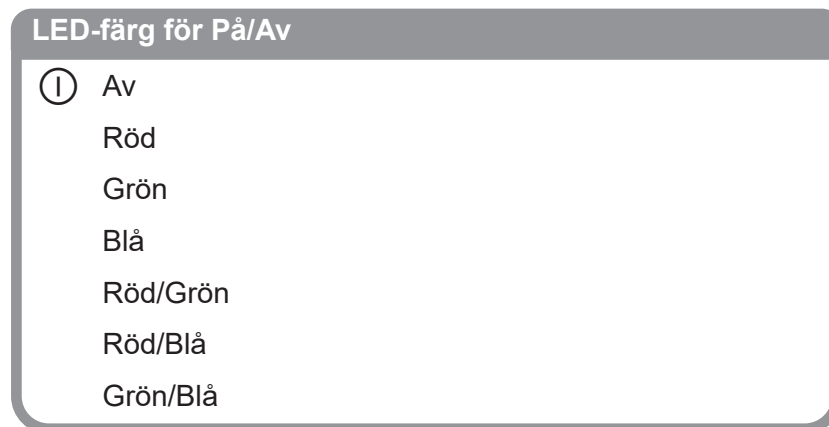 LED-färg för På/Av
Av
Röd
Grön
Blå
Röd/Grön
Röd/Blå
Grön/Blå